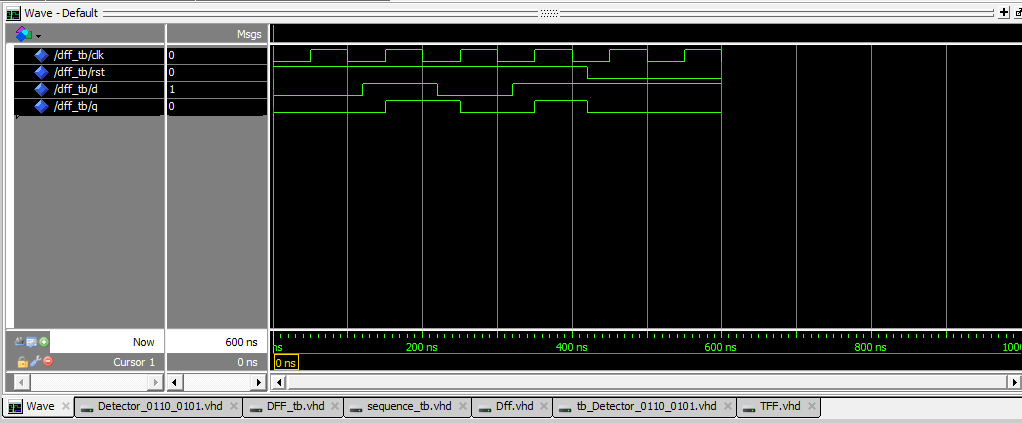 Wave - Default
Msgs
/dff_tb/clk 0
/dff_tb/rst 0
/dff_tb/d 1
/dff_tb/q 0
Now 600 ns
ns 200 ns 400 ns 600 ns 800 ns 1000
Cursor 1 0 ns 0 ns
Wave Detector_0110_0101.vhd DFF_tb.vhd sequence_tb.vhd Dff.vhd tb_Detector_0110_0101.vhd TFF.vhd